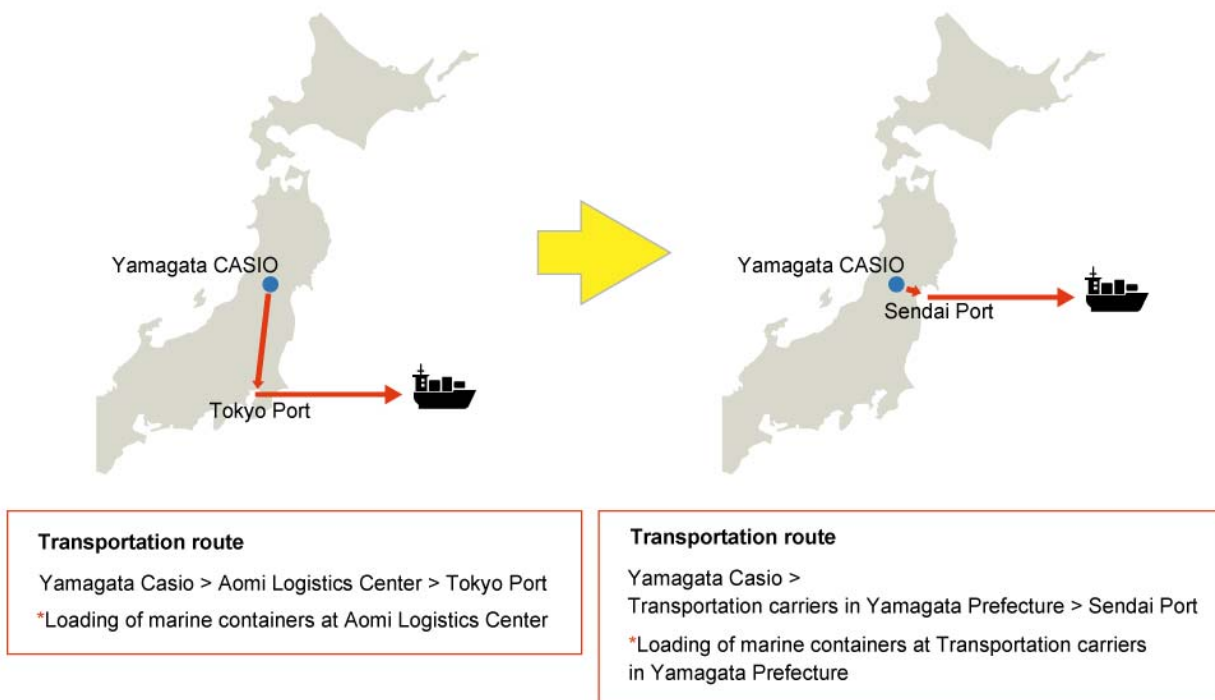 Yamagata CASIO
Tokyo Port
Yamagata CASIO
Sendai Port
Transportation route
Yamagata Casio > Aomi Logistics Center > Tokyo Port
*Loading of marine containers at Aomi Logistics Center
Transportation route
Yamagata Casio >
Transportation carriers in Yamagata Prefecture > Sendai Port
*Loading of marine containers at Transportation carriers
in Yamagata Prefecture